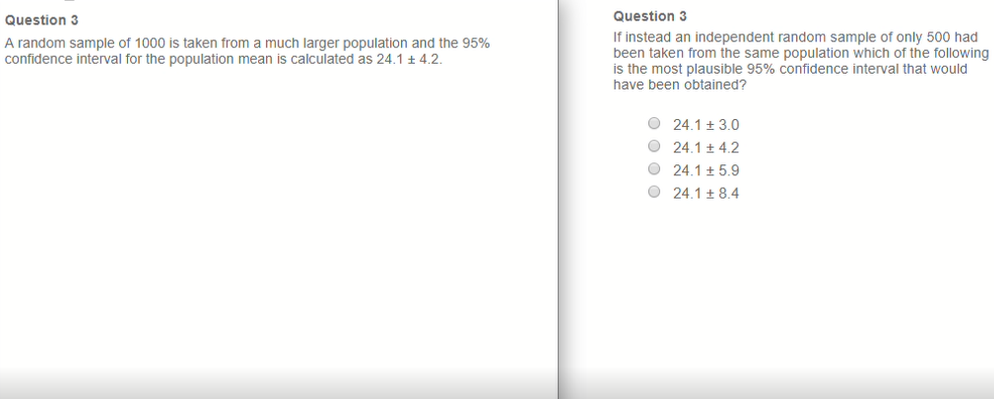 Question 3
A random sample of 1000 is taken from a much larger population and the 95%
confidence interval for the population mean is calculated as 24.1 ± 4.2.
Question 3
If instead an independent random sample of only 500 had
been taken from the same population which of the following
is the most plausible 95% confidence interval that would
have been obtained?
24.1 ± 3.0
24.1 ± 4.2
24.1 ± 5.9
24.1 ± 8.4